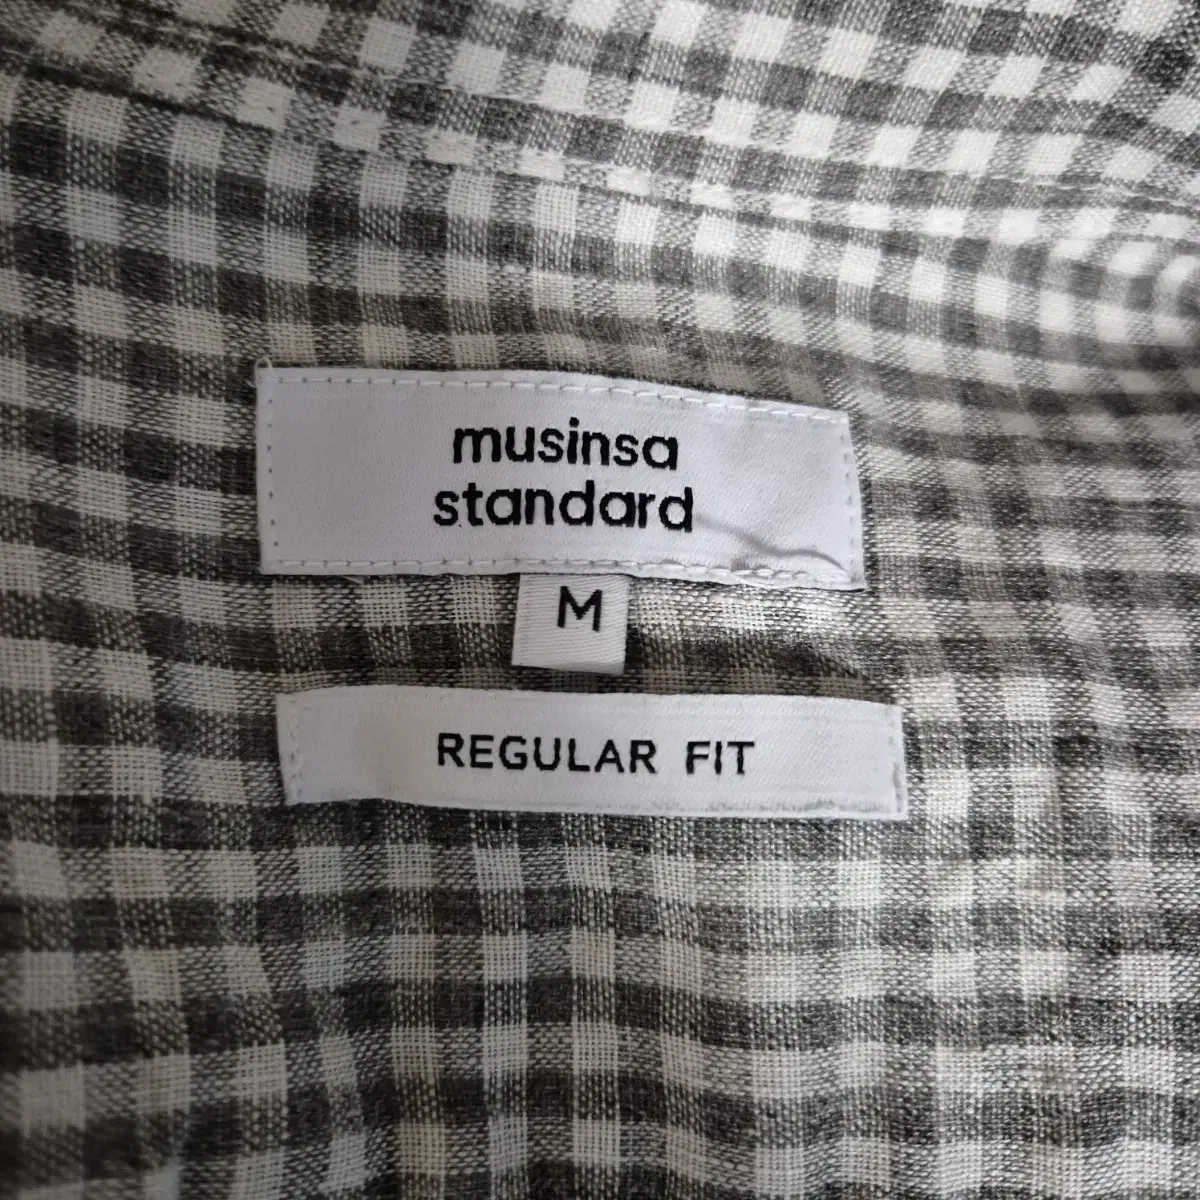 musinsa
standard
M
REGULAR FIT